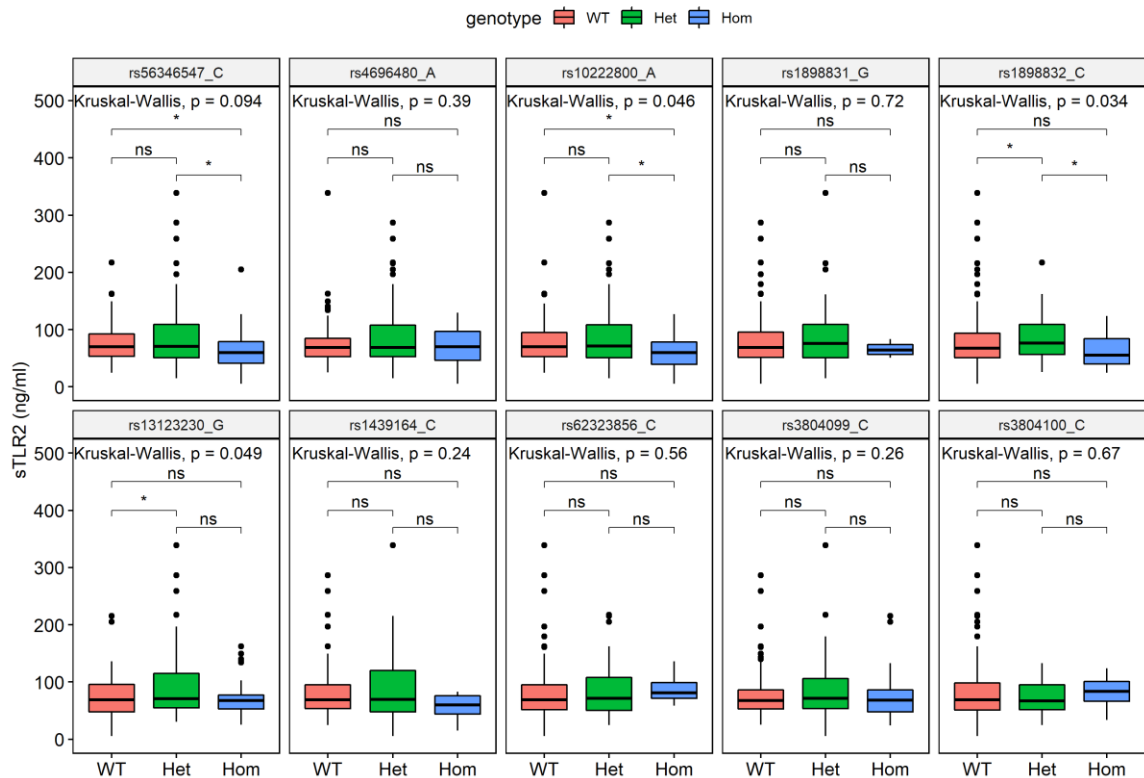 genotype WT Het Hom
rs56346547_C rs4696480_A rs10222800_A rs1898831_G rs1898832_C
500 Kruskal-Wallis, p = 0.094 Kruskal-Wallis, p = 0.39 Kruskal-Wallis, p = 0.046 Kruskal-Wallis, p = 0.72 Kruskal-Wallis, p = 0.034
* ns * ns ns
ns ns ns ns *
400
* ns * ns *
300
200
100
0
rs13123230_G rs1439164_C rs62323856_C rs3804099_C rs3804100_C
sTLR2 (ng/ml)
500 Kruskal-Wallis, p = 0.049 Kruskal-Wallis, p = 0.24 Kruskal-Wallis, p = 0.56 Kruskal-Wallis, p = 0.26 Kruskal-Wallis, p = 0.67
ns ns ns ns ns
* ns ns ns ns
400
ns ns ns ns ns
300
200
100
0
WT Het Hom WT Het Hom WT Het Hom WT Het Hom WT Het Hom